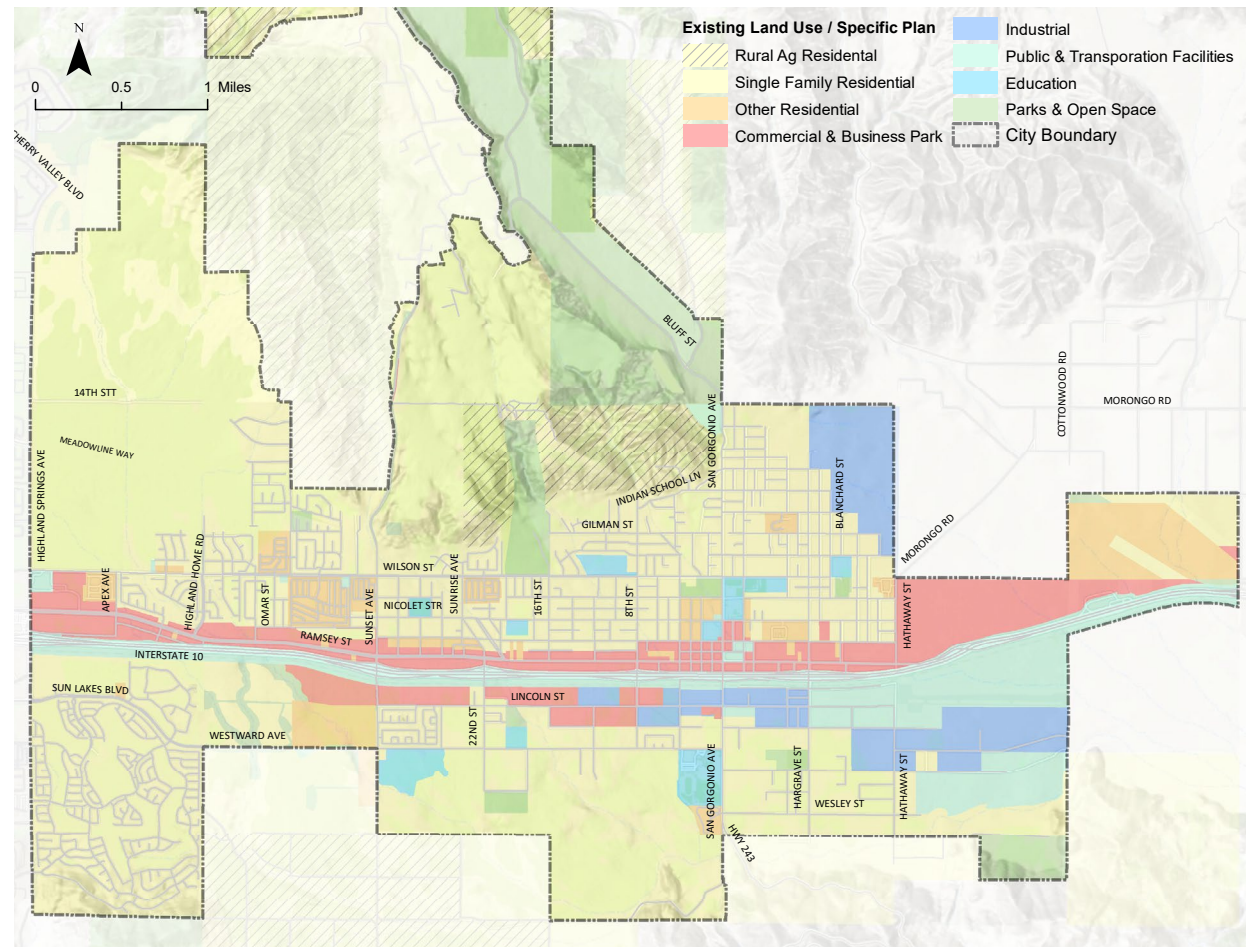 N
0 0.5 1 Miles
Existing Land Use / Specific Plan
Rural Ag Residental
Single Family Residential
Other Residential
Commercial & Business Park
Industrial
Public & Transporation Facilities
Education
Parks & Open Space
City Boundary
HERRY VALLEY BLVD
BLUFF ST
COTTONWOOD RD
MORONGO RD
14TH STT
SAN GORGONIO AVE
MEADOWLINE WAY
HIGHLAND SPRINGS AVE
INDIAN SCHOOL LN
BLANCHARD ST
GILMAN ST
MORONGO RD
HIGHLAND HOME RD
WILSON ST
APEX AVE
OMAR ST
SUNSET AVE
NICOLET STR
SUNRISE AVE
16TH ST
8TH ST
HATHAWAY ST
RAMSEY ST
INTERSTATE 10
SUN LAKES BLVD
LINCOLN ST
WESTWARD AVE
22ND ST
SAN GORGONIO AVE
HARGRAVE ST
HATHAWAY ST
WESLEY ST
HWY 243